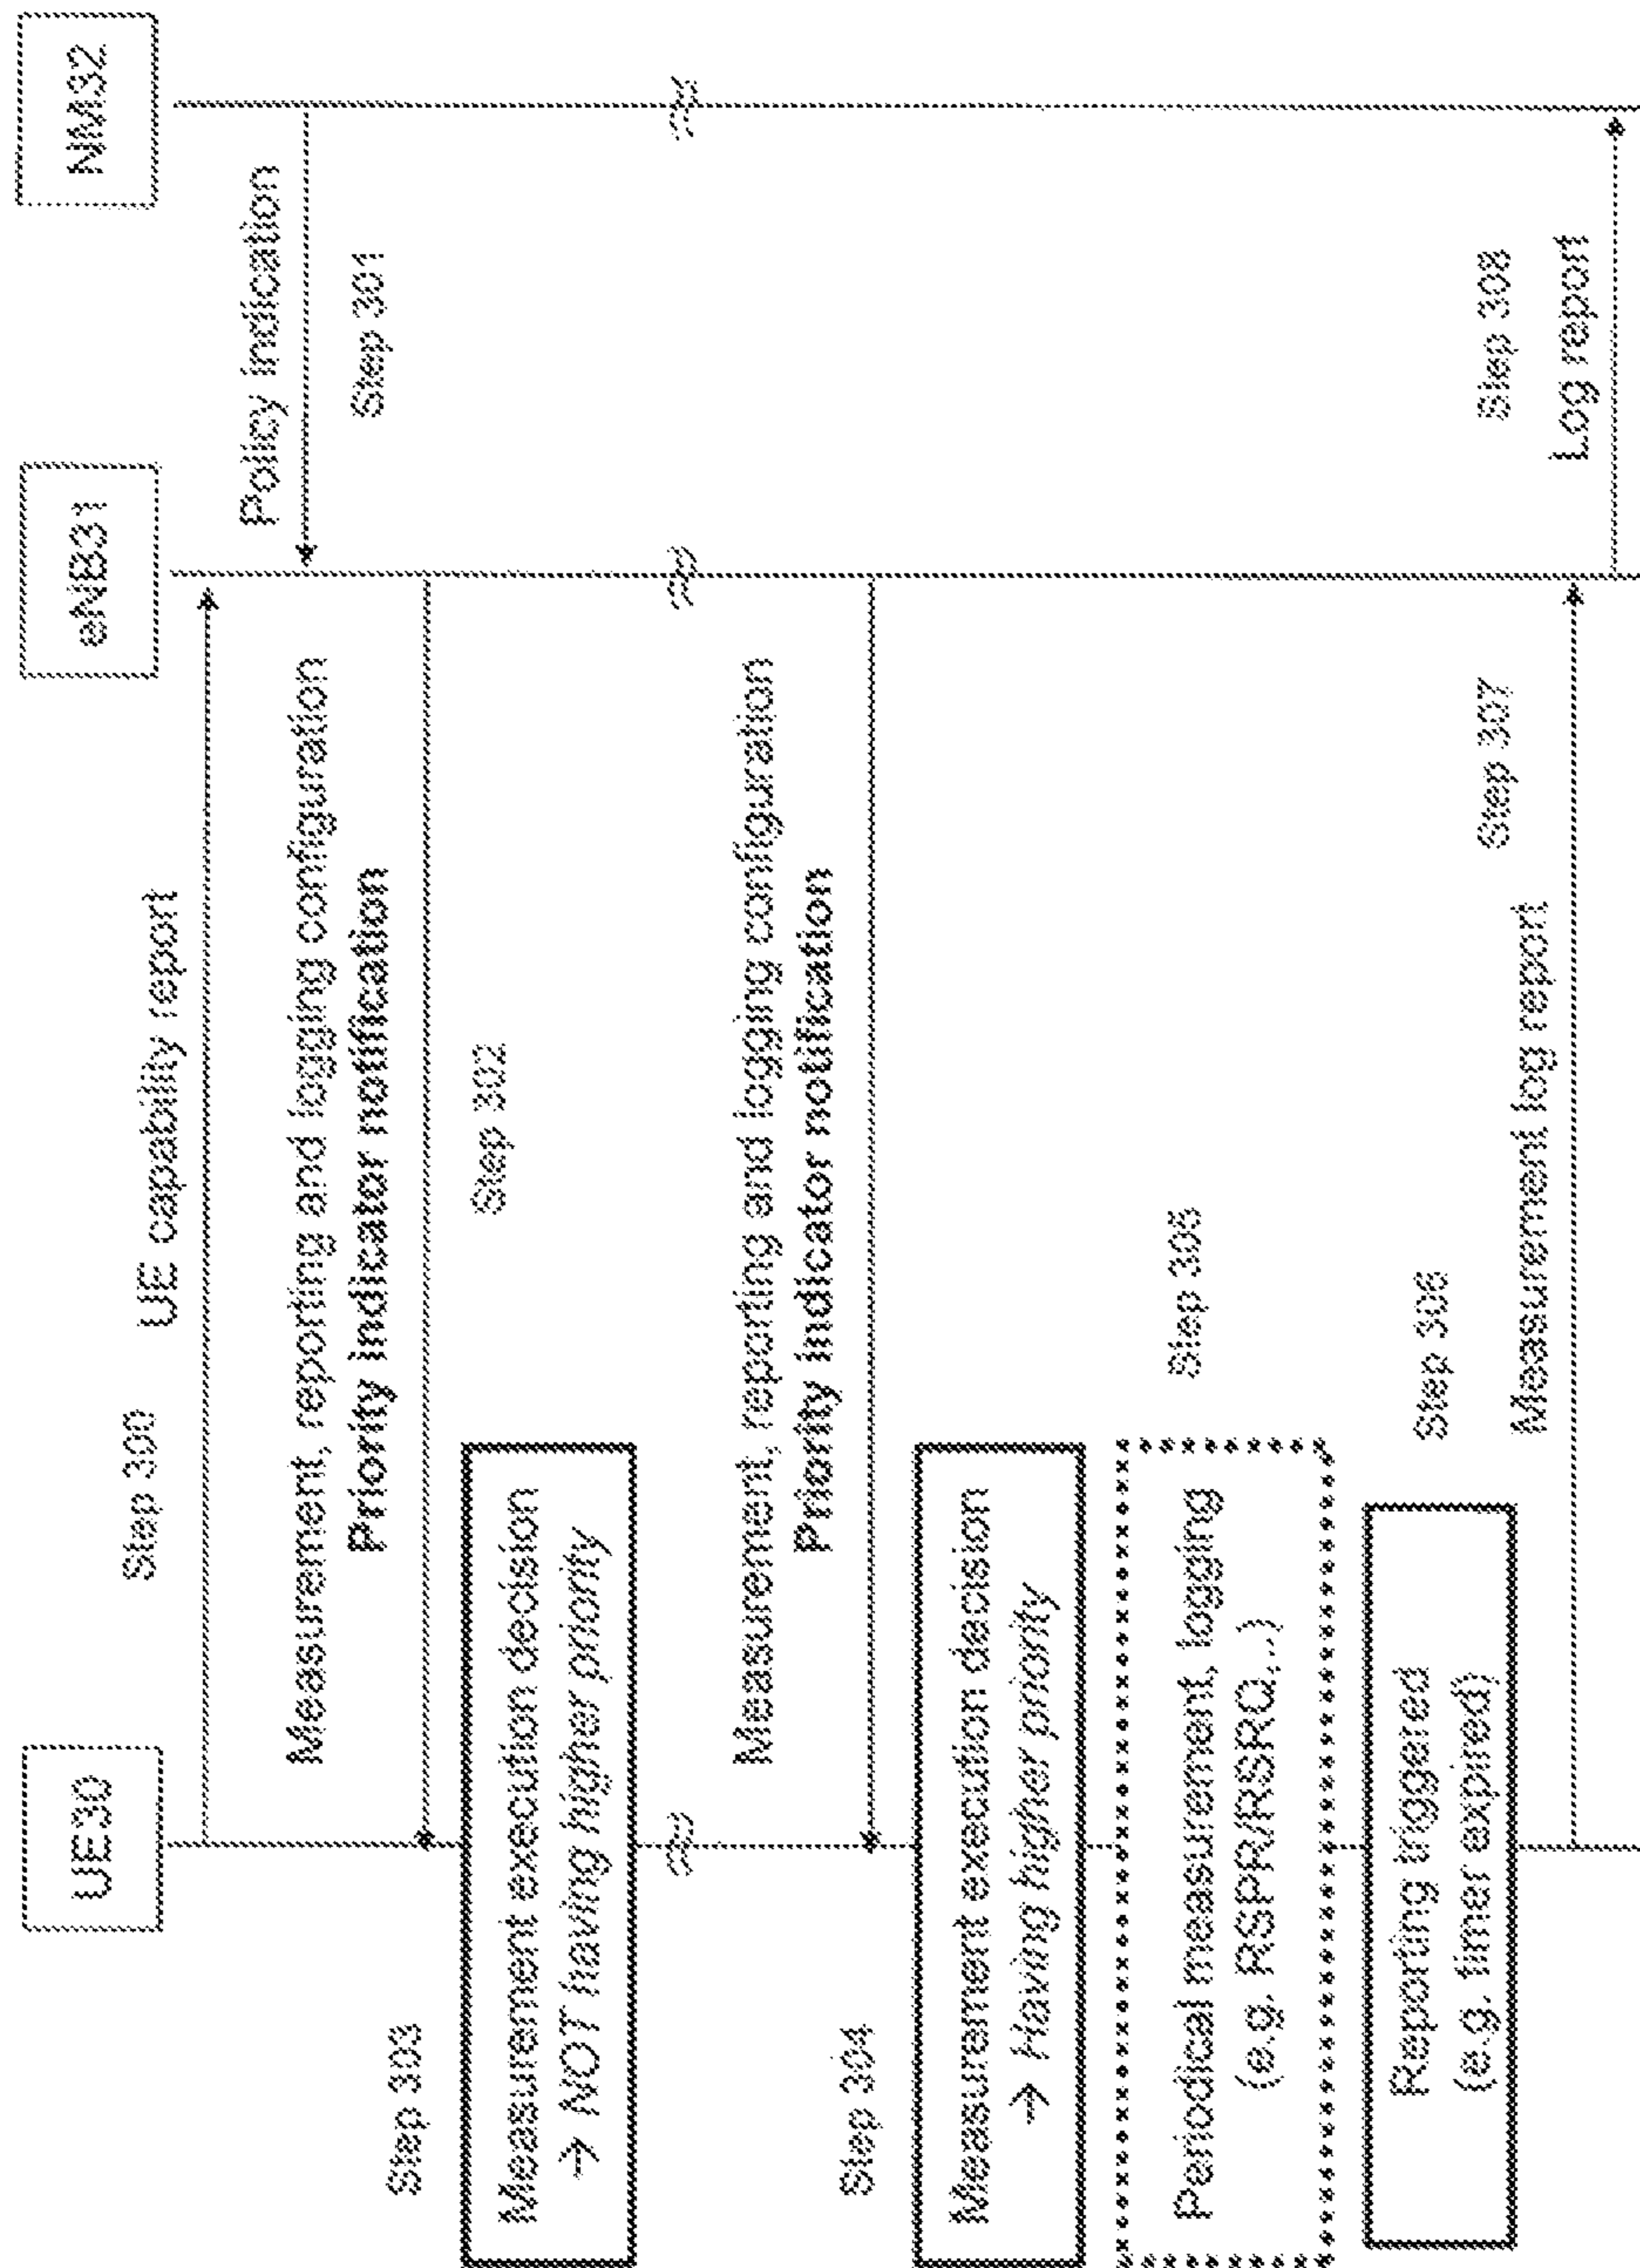 UE30
eNB31
NM32
Step 300
UE capability report
Policy indication
Step 301
Measurement, reporting and logging configuration
Priority indicator notification
Step 302
Step 303
Measurement execution decision
→ NOT having higher priority
Measurement, reporting and logging configuration
Priority indicator notification
Step 304
Measurement execution decision
→ Having higher priority
Step 305
Periodical measurement, logging
(e.g. RSPR/RSRQ...)
Step 306
Reporting triggered
(e.g. timer expired)
Step 307
Measurement log report
Step 308
Log report